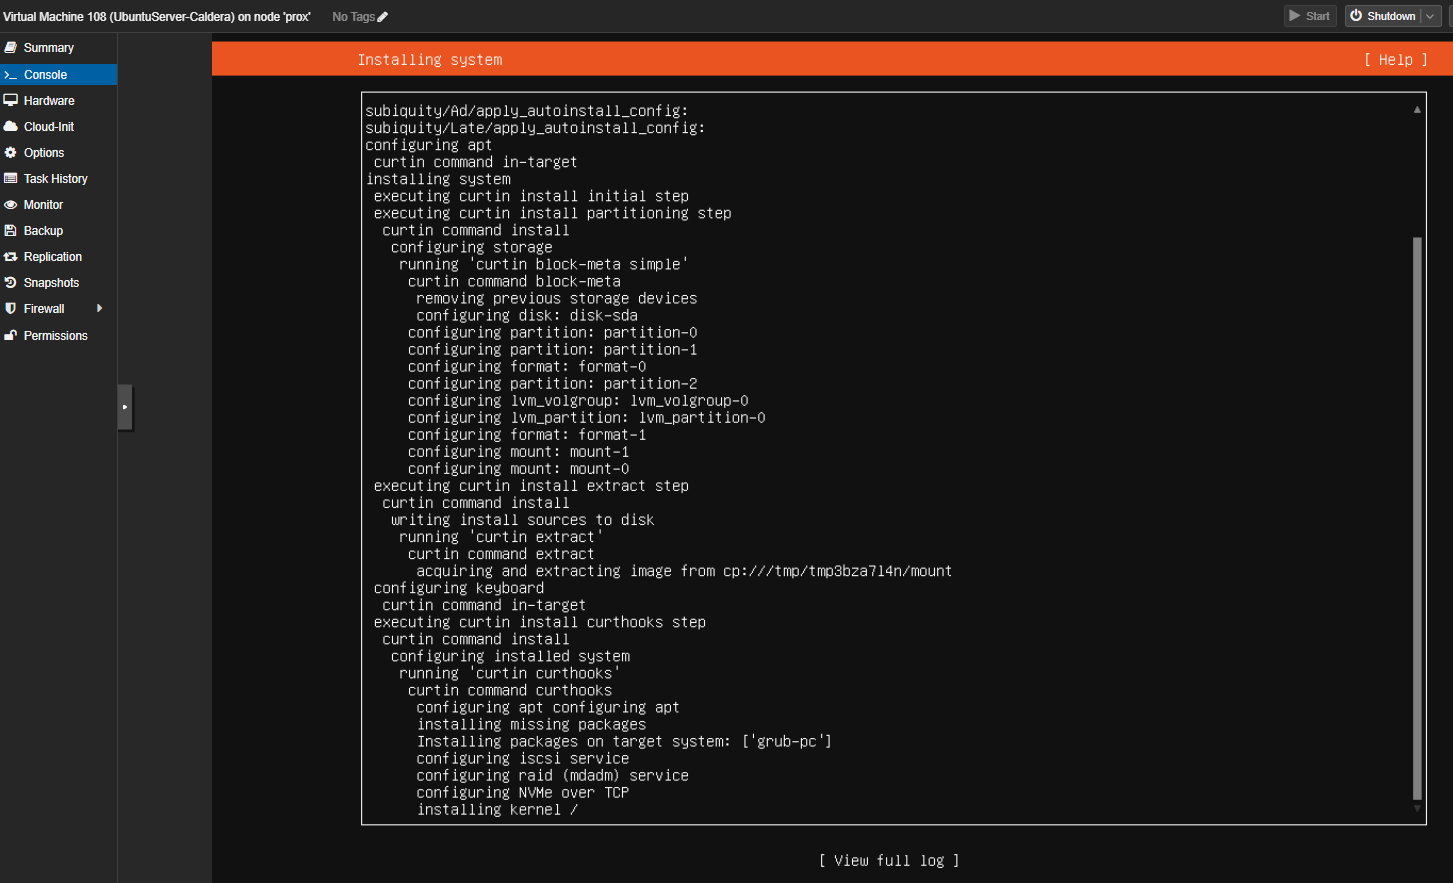 Virtual Machine 108 (UbuntuServer-Caldera) on node 'prox' No Tags Start Shutdown
Summary
Console
Hardware
Cloud-Init
Options
Task History
Monitor
Backup
Replication
Snapshots
Firewall
Permissions
Installing system [ Help ]
subiquity/Ad/apply_autoinstall_config:
subiquity/Late/apply_autoinstall_config:
configuring apt
curtin command in-target
installing system
executing curtin install initial step
executing curtin install partitioning step
curtin command install
configuring storage
running 'curtin block-meta simple'
curtin command block-meta
removing previous storage devices
configuring disk: disk-sda
configuring partition: partition-0
configuring partition: partition-1
configuring format: format-0
configuring partition: partition-2
configuring lvm_volgroup: lvm_volgroup-0
configuring lvm_partition: lvm_partition-0
configuring format: format-1
configuring mount: mount-1
configuring mount: mount-0
executing curtin install extract step
curtin command install
writing install sources to disk
running 'curtin extract'
curtin command extract
acquiring and extracting image from cp:///tmp/tmp3bza7l4n/mount
configuring keyboard
curtin command in-target
executing curtin install curthooks step
curtin command install
configuring installed system
running 'curtin curthooks'
curtin command curthooks
configuring apt configuring apt
installing missing packages
Installing packages on target system: ['grub-pc']
configuring iscsi service
configuring raid (mdadm) service
configuring NVMe over TCP
installing kernel /
[ View full log ]